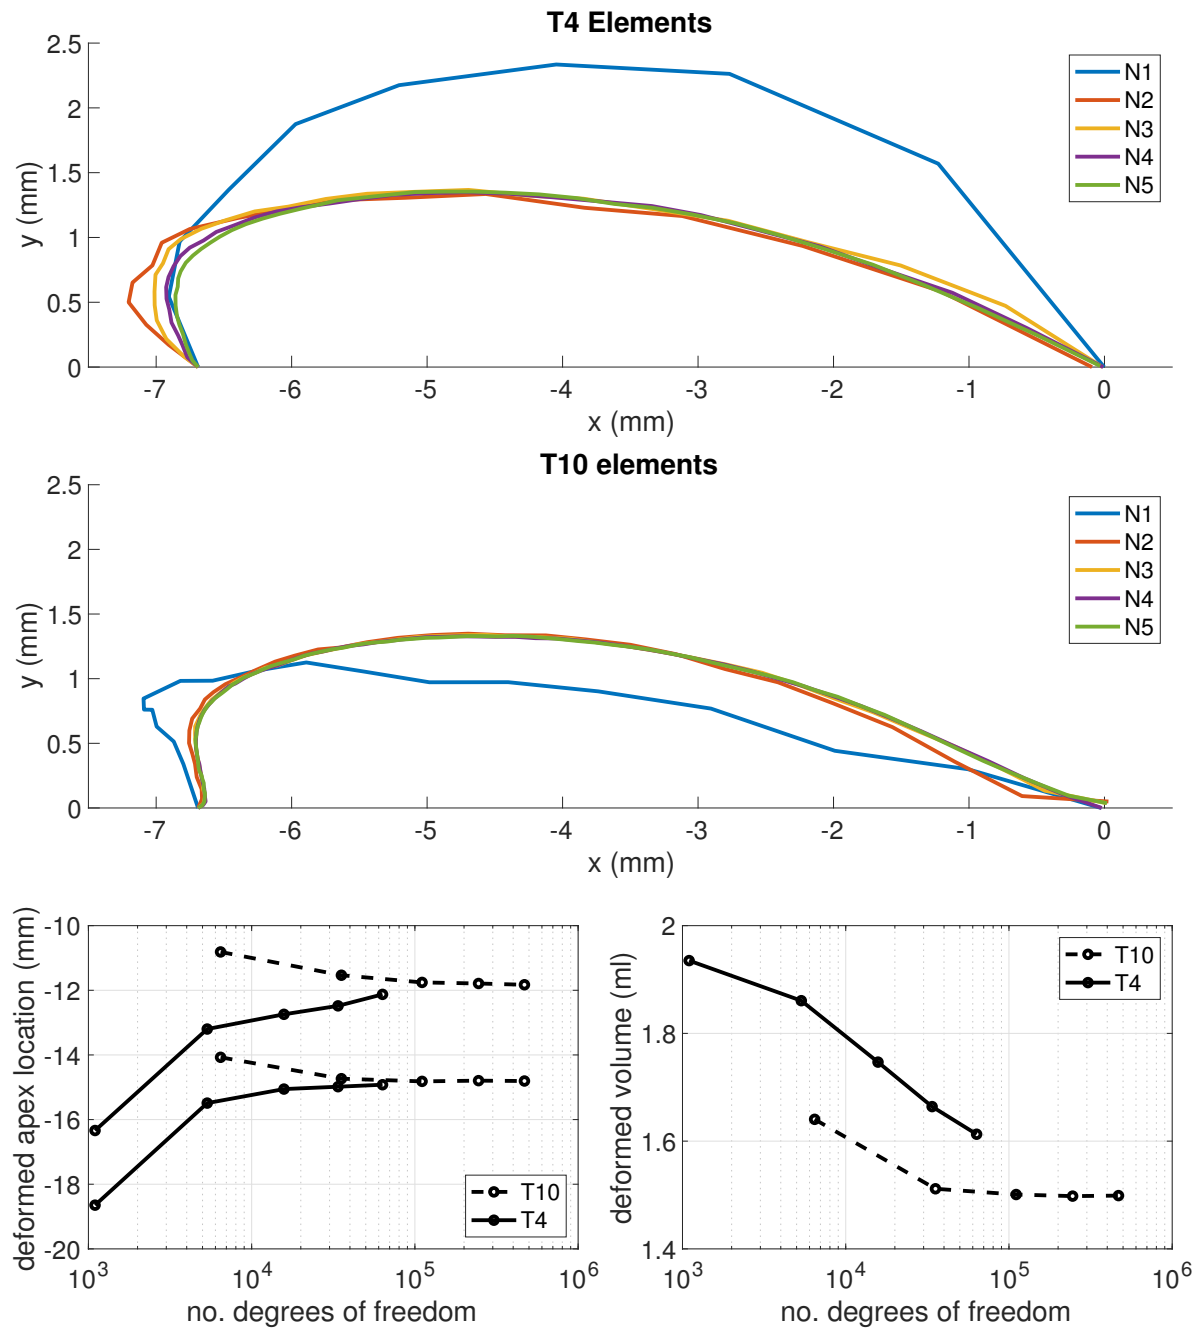 T4 Elements
2.5
2
1.5
1
0.5
0
y (mm)
N1
N2
N3
N4
N5
-7 -6 -5 -4 -3 -2 -1 0
x (mm)
T10 elements
2.5
2
1.5
1
0.5
0
y (mm)
N1
N2
N3
N4
N5
-7 -6 -5 -4 -3 -2 -1 0
x (mm)
deformed apex location (mm)
-10
-12
-14
-16
-18
-20
T10
T4
10^3 10^4 10^5 10^6
no. degrees of freedom
deformed volume (ml)
2
1.8
1.6
1.4
T10
T4
10^3 10^4 10^5 10^6
no. degrees of freedom